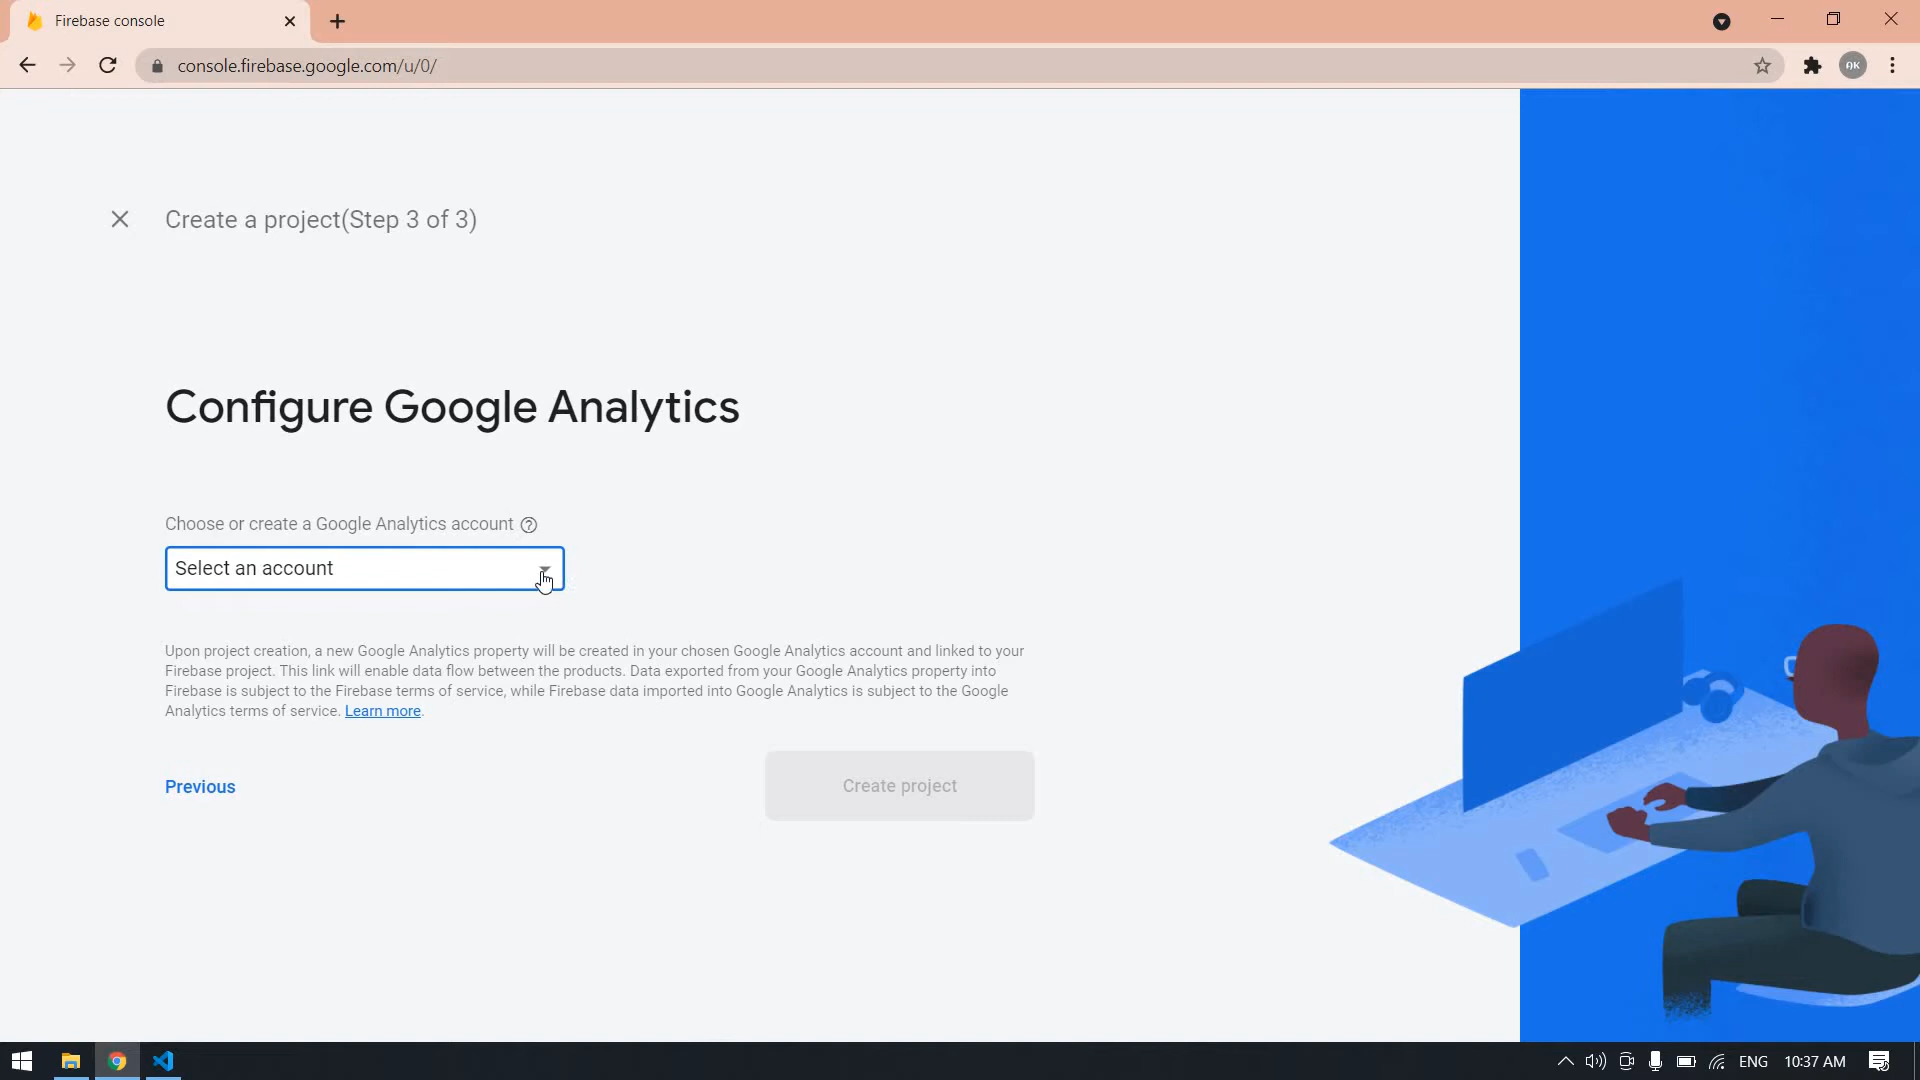 Firebase console
console.firebase.google.com/u/0/
AK
Create a project(Step 3 of 3)
Configure Google Analytics
Choose or create a Google Analytics account
Select an account
Upon project creation, a new Google Analytics property will be created in your chosen Google Analytics account and linked to your
Firebase project. This link will enable data flow between the products. Data exported from your Google Analytics property into
Firebase is subject to the Firebase terms of service, while Firebase data imported into Google Analytics is subject to the Google
Analytics terms of service. Learn more.
Previous
Create project
ENG
10:37 AM